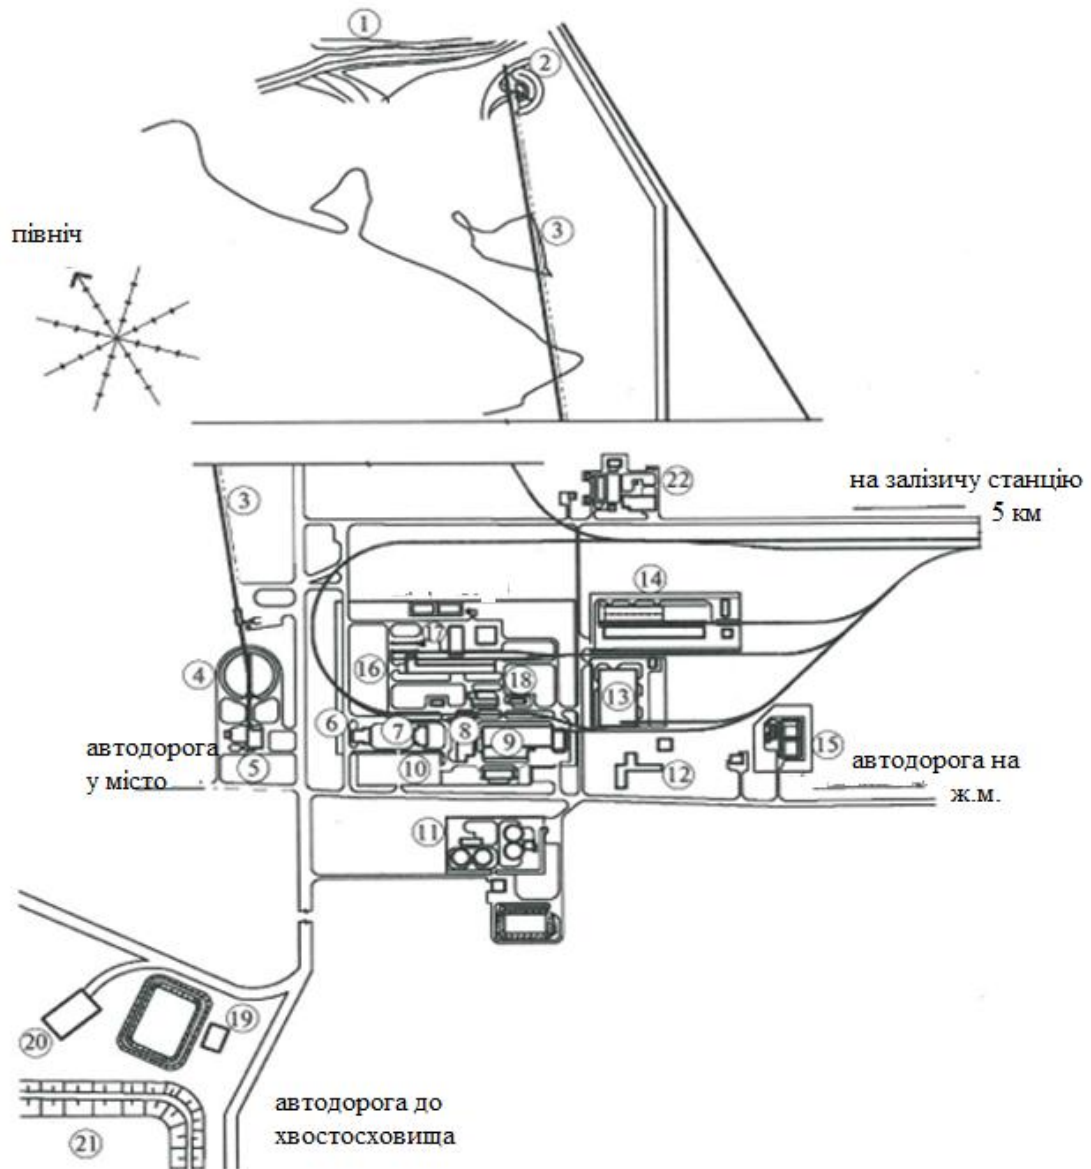 1
2
3
північ
3
22
на залізичу станцію
5 км
14
4
16
17
18
13
6
7
8
9
15
автодорога
у місто
5
10
12
автодорога на
ж.м.
11
19
20
автодорога до
хвостосховища
21